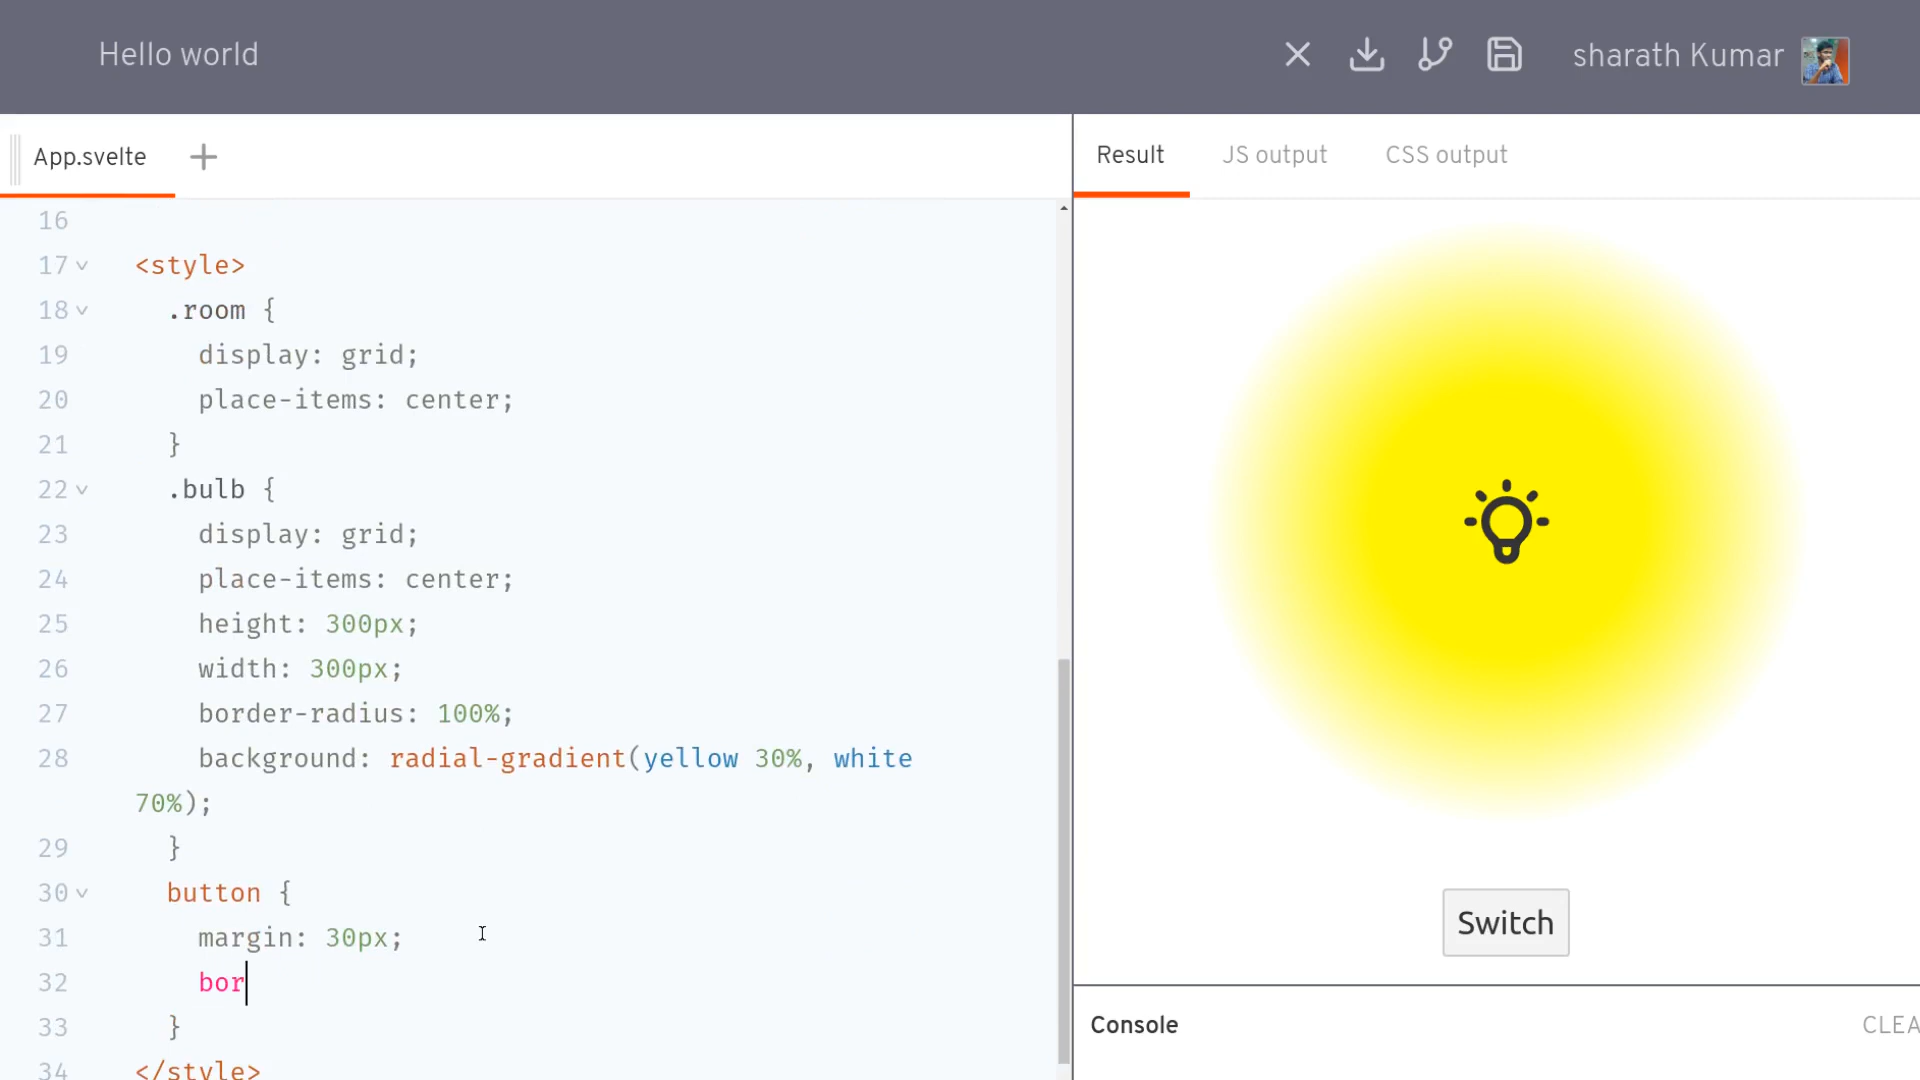 Hello world
sharath Kumar
App.svelte
Result
JS output
CSS output
16
17 <style>
18 .room {
19 display: grid;
20 place-items: center;
21 }
22 .bulb {
23 display: grid;
24 place-items: center;
25 height: 300px;
26 width: 300px;
27 border-radius: 100%;
28 background: radial-gradient(yellow 30%, white
70%);
29 }
30 button {
31 margin: 30px;
32 bor
33 }
34 </style>
Switch
Console
CLEA